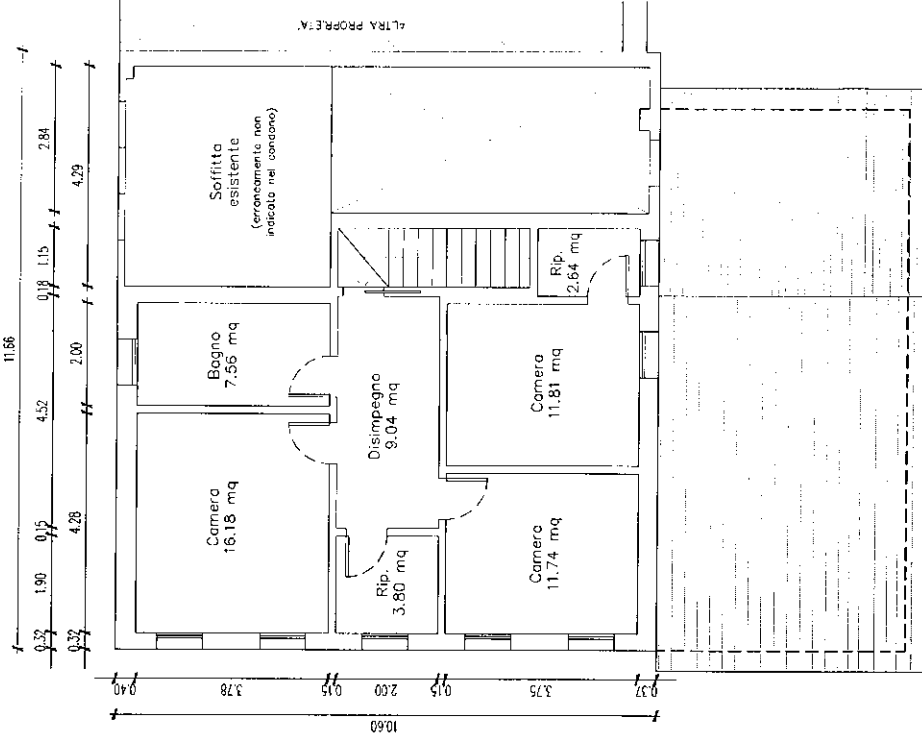 ALTRA PROPRIETA'
11.66
2.84
1.15
0.18
4.52
0.15
1.90
0.32
4.29
2.00
4.28
0.32
Soffitta
esistente
(erroneamente non
indicata nel condono)
Bagno
7.56 mq
Rip.
2.64 mq
Camera
16.18 mq
Disimpegno
9.04 mq
Camera
11.81 mq
Rip.
3.80 mq
Camera
11.74 mq
0.40
3.78
0.15
2.00
0.15
3.75
0.37
10.60